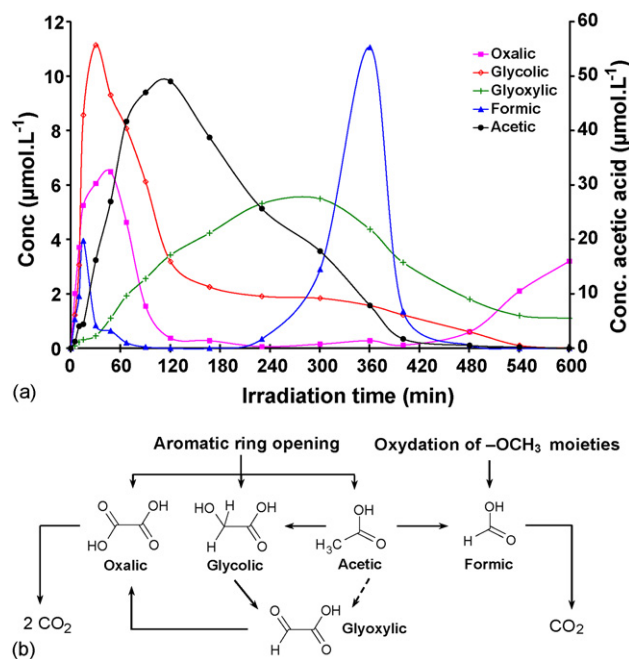 (a)
12
10
8
6
4
2
0
Conc (µmol.L⁻¹)
60
50
40
30
20
10
0
Conc. acetic acid (µmol.L⁻¹)
Oxalic
Glycolic
Glyoxylic
Formic
Acetic
0 60 120 180 240 300 360 420 480 540 600
Irradiation time (min)
Aromatic ring opening
Oxydation of –OCH₃ moieties
O OH
HO O
Oxalic
HO H OH
H O
Glycolic
OH
H₃C O
Acetic
OH
H O
Formic
2 CO₂
O OH
H O
Glyoxylic
CO₂
(b)